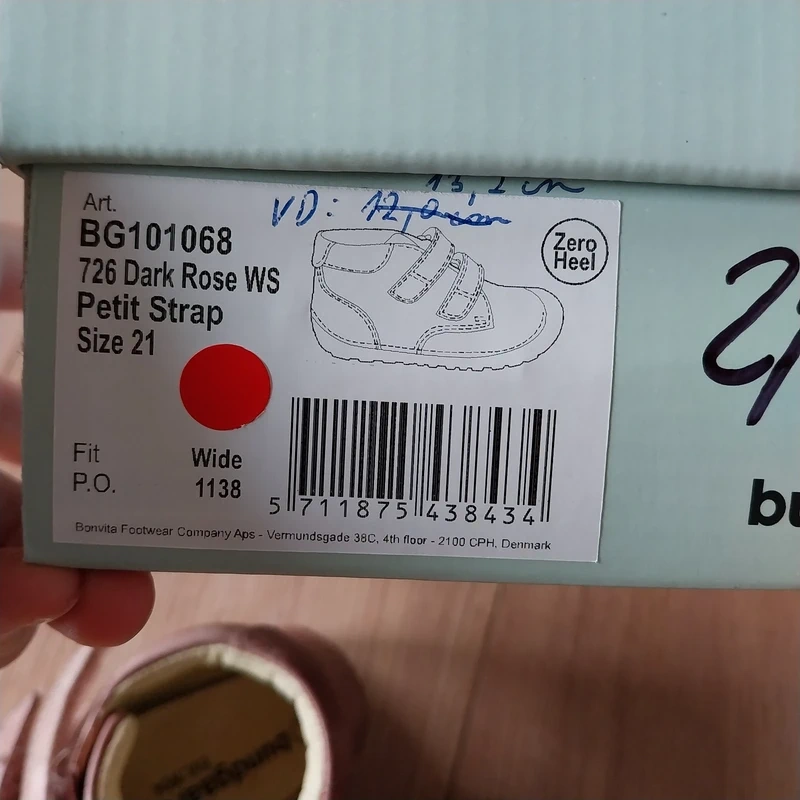 13,2 cm
VD: 12,0 cm
Art.
BG101068
726 Dark Rose WS
Petit Strap
Size 21
Zero
Heel
Fit Wide
P.O. 1138
5 711875 438434
Bonvita Footwear Company Aps - Vermundsgade 38C, 4th floor - 2100 CPH, Denmark
21
bu